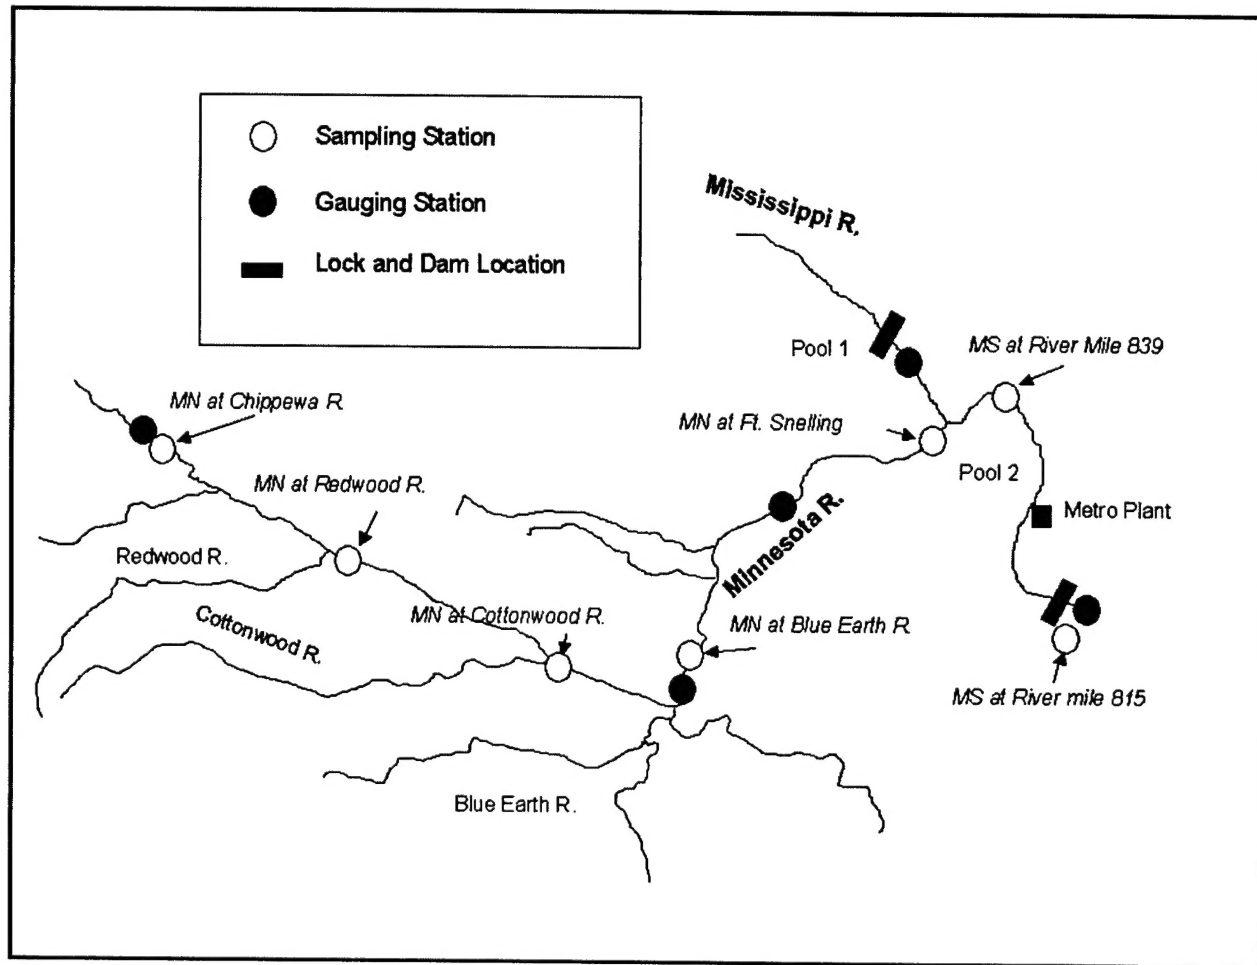 Sampling Station
Gauging Station
Lock and Dam Location
Mississippi R.
Pool 1
MS at River Mile 839
MN at Chippewa R.
MN at Ft. Snelling
Pool 2
MN at Redwood R.
Metro Plant
Minnesota R.
Redwood R.
Cottonwood R.
MN at Cottonwood R.
MN at Blue Earth R.
MS at River mile 815
Blue Earth R.